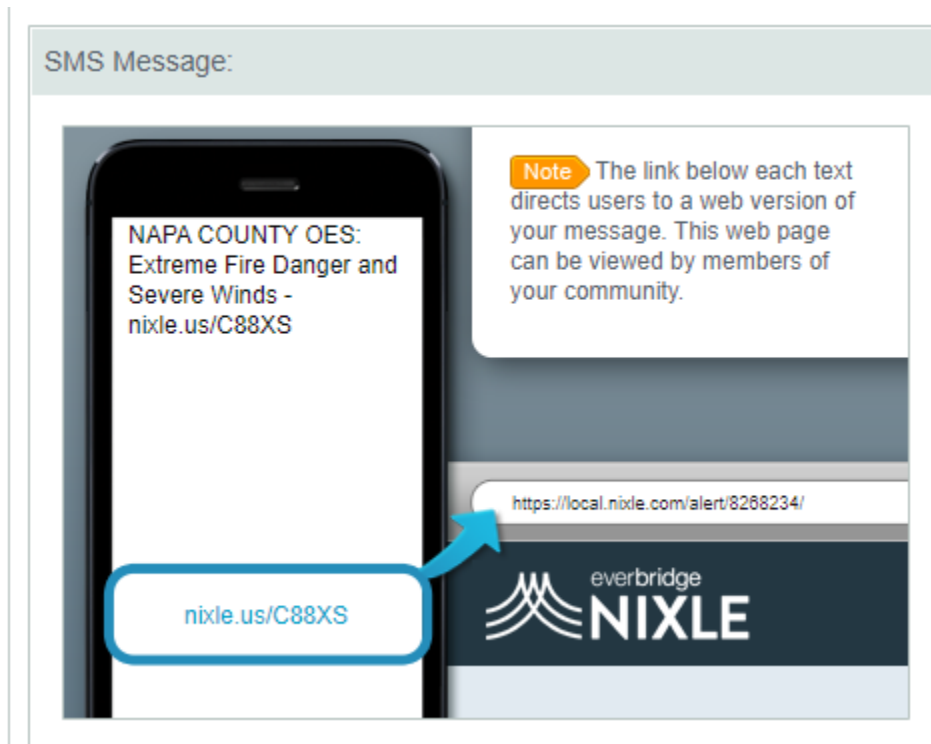 SMS Message:
NAPA COUNTY OES:
Extreme Fire Danger and
Severe Winds -
nixle.us/C88XS
nixle.us/C88XS
Note The link below each text
directs users to a web version of
your message. This web page
can be viewed by members of
your community.
https://local.nixle.com/alert/8268234/
everbridge
NIXLE